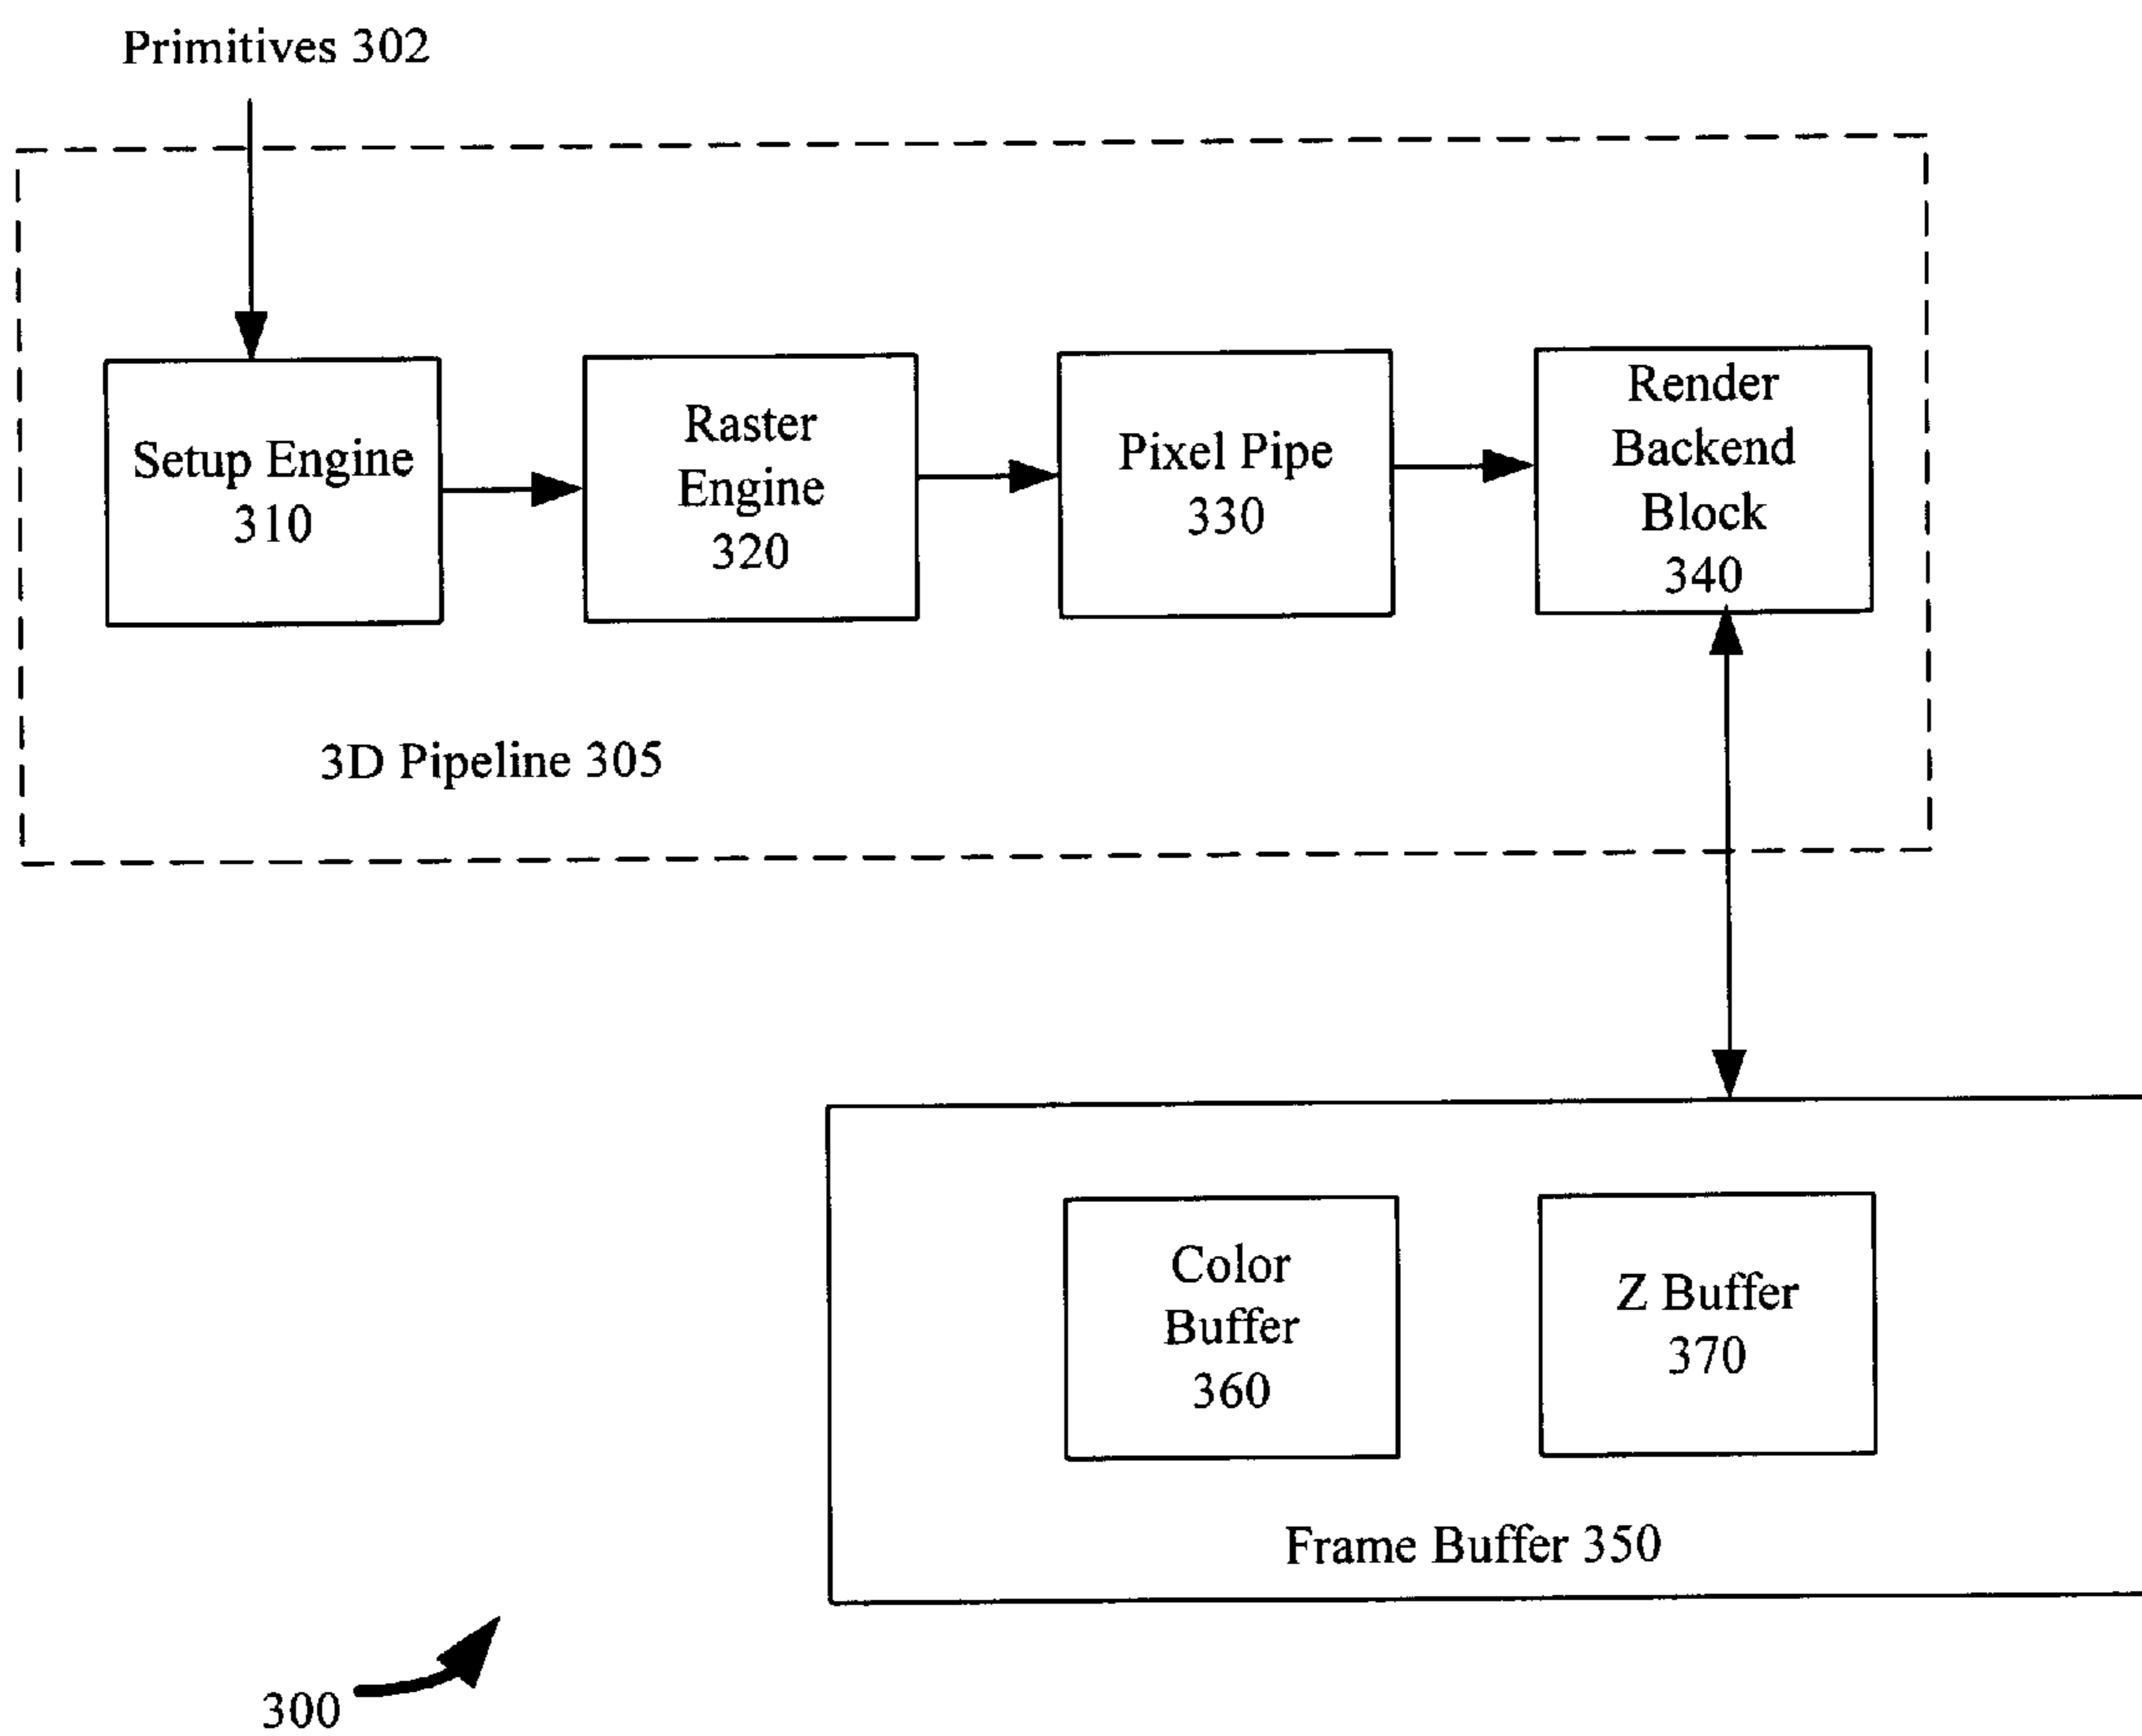 Primitives 302
Setup Engine
310
Raster
Engine
320
Pixel Pipe
330
Render
Backend
Block
340
3D Pipeline 305
Color
Buffer
360
Z Buffer
370
Frame Buffer 350
300